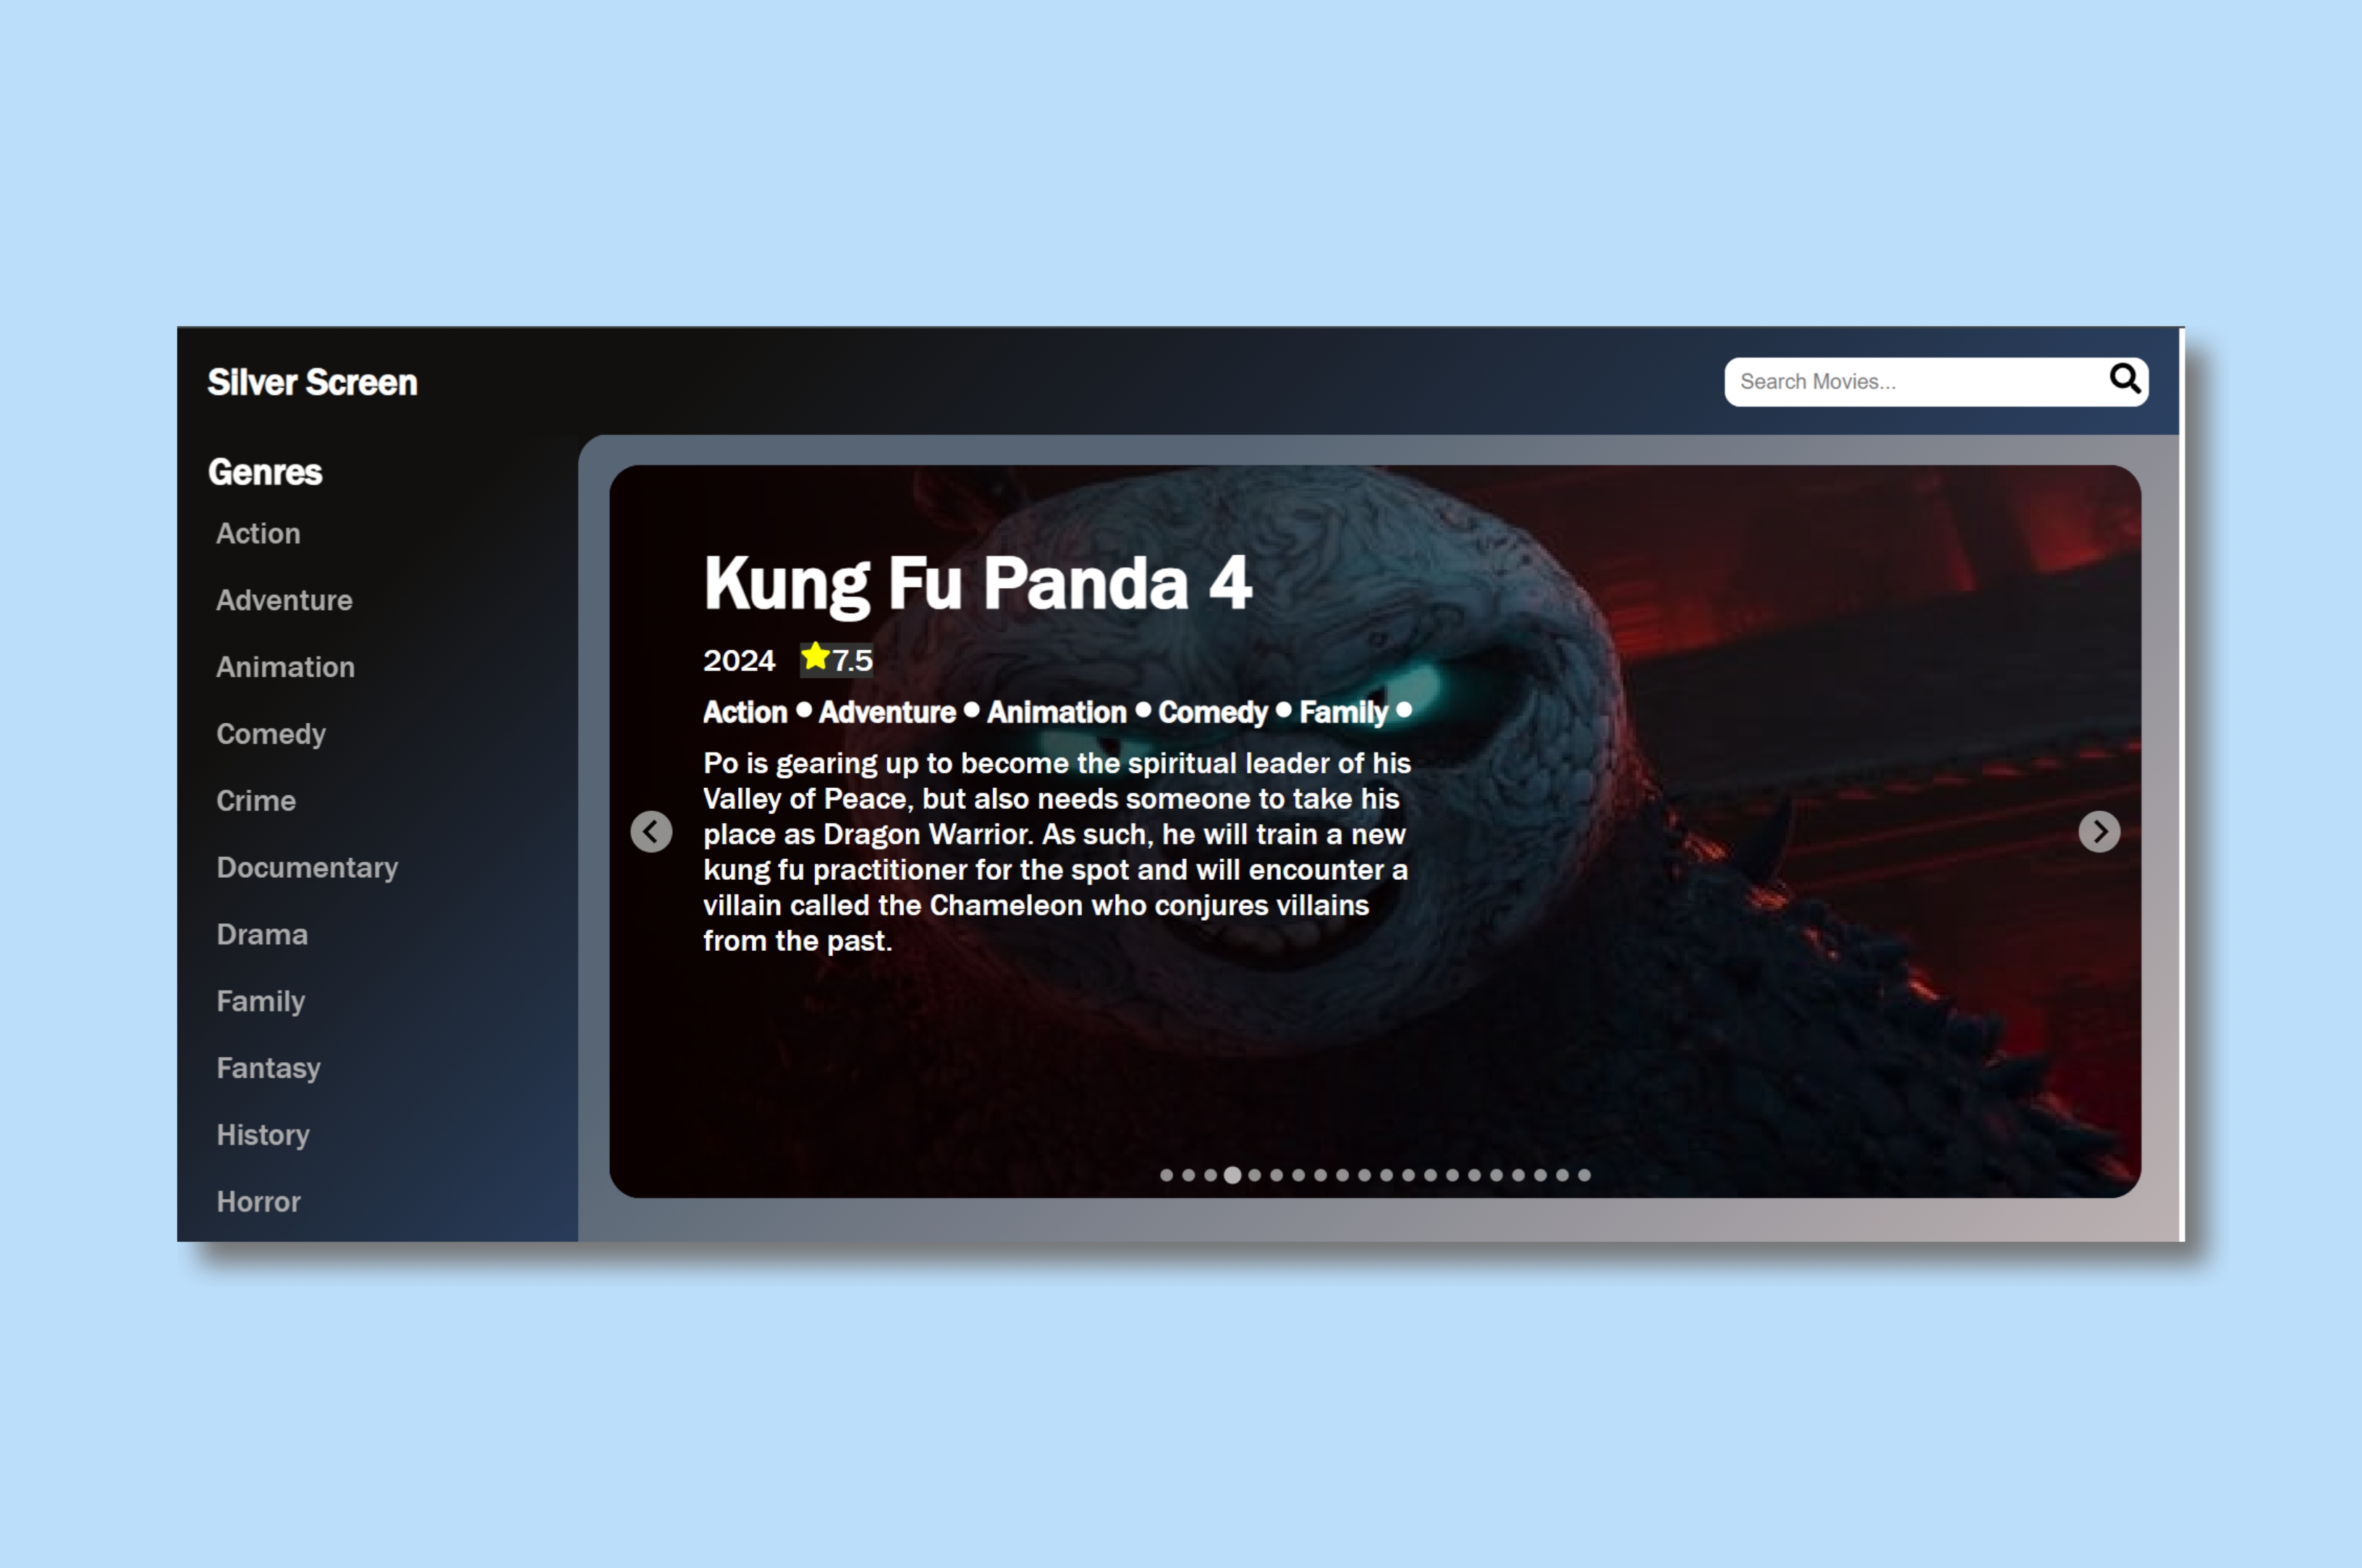 Silver Screen
Search Movies...
Genres
Action
Adventure
Animation
Comedy
Crime
Documentary
Drama
Family
Fantasy
History
Horror
Kung Fu Panda 4
2024 ★7.5
Action • Adventure • Animation • Comedy • Family •
Po is gearing up to become the spiritual leader of his
Valley of Peace, but also needs someone to take his
place as Dragon Warrior. As such, he will train a new
kung fu practitioner for the spot and will encounter a
villain called the Chameleon who conjures villains
from the past.